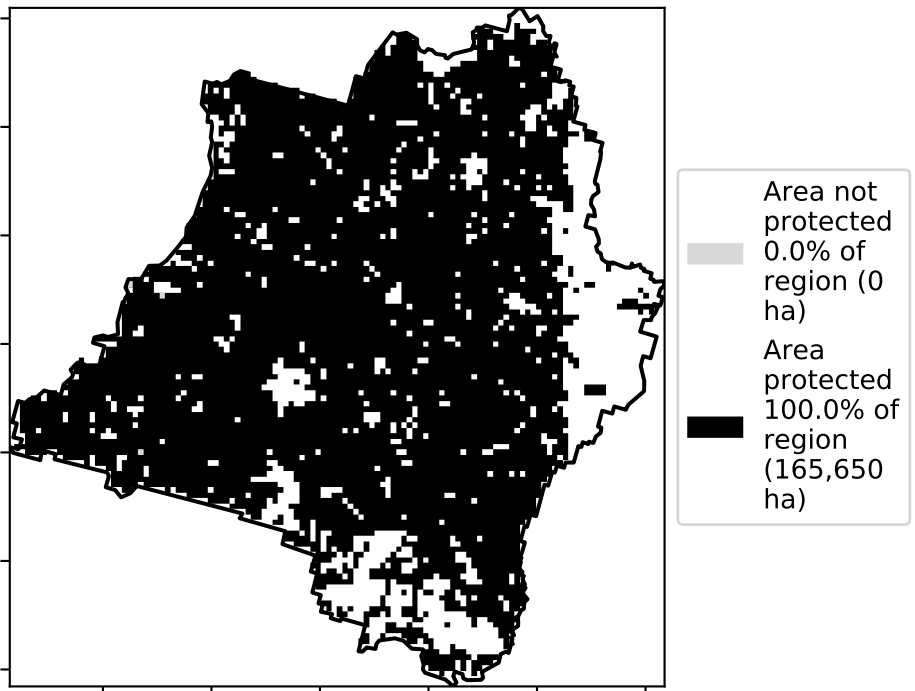 Area not
protected
0.0% of
region (0
ha)
Area
protected
100.0% of
region
(165,650
ha)